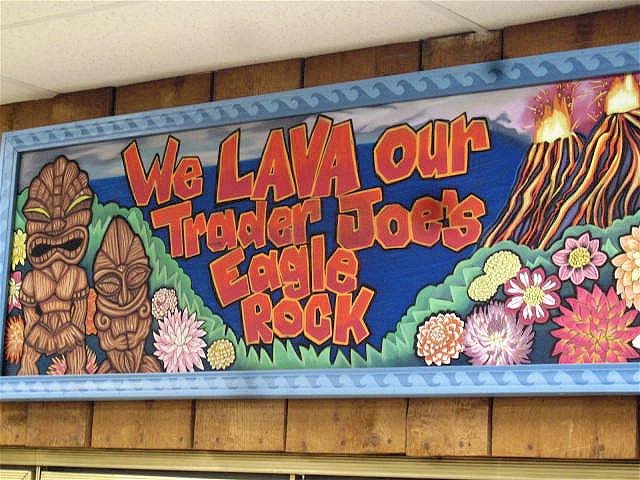 We LAVA our
Trader Joe's
Eagle
ROCK